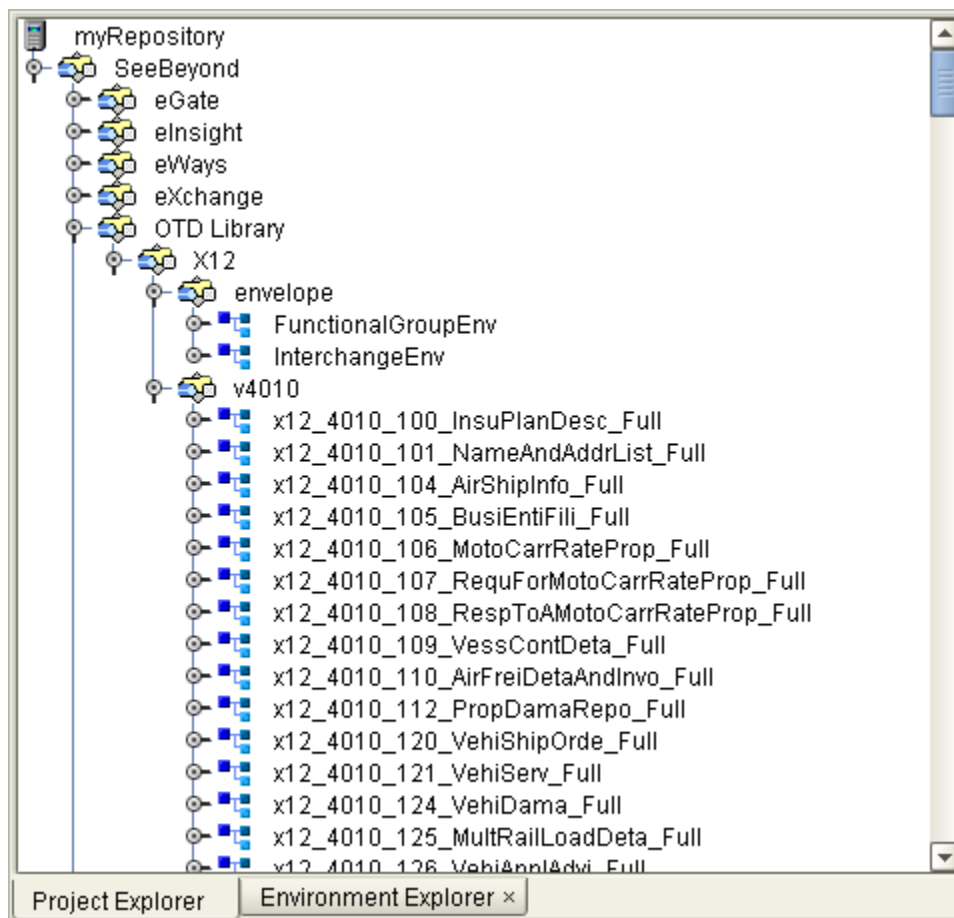 myRepository
SeeBeyond
eGate
eInsight
eWays
eXchange
OTD Library
X12
envelope
FunctionalGroupEnv
InterchangeEnv
v4010
x12_4010_100_InsuPlanDesc_Full
x12_4010_101_NameAndAddrList_Full
x12_4010_104_AirShipInfo_Full
x12_4010_105_BusiEntiFili_Full
x12_4010_106_MotoCarrRateProp_Full
x12_4010_107_RequForMotoCarrRateProp_Full
x12_4010_108_RespToAMotoCarrRateProp_Full
x12_4010_109_VessContDeta_Full
x12_4010_110_AirFreiDetaAndInvo_Full
x12_4010_112_PropDamaRepo_Full
x12_4010_120_VehiShipOrde_Full
x12_4010_121_VehiServ_Full
x12_4010_124_VehiDama_Full
x12_4010_125_MultRailLoadDeta_Full
x12_4010_126_VehiApplAdvi_Full
Project Explorer
Environment Explorer ×